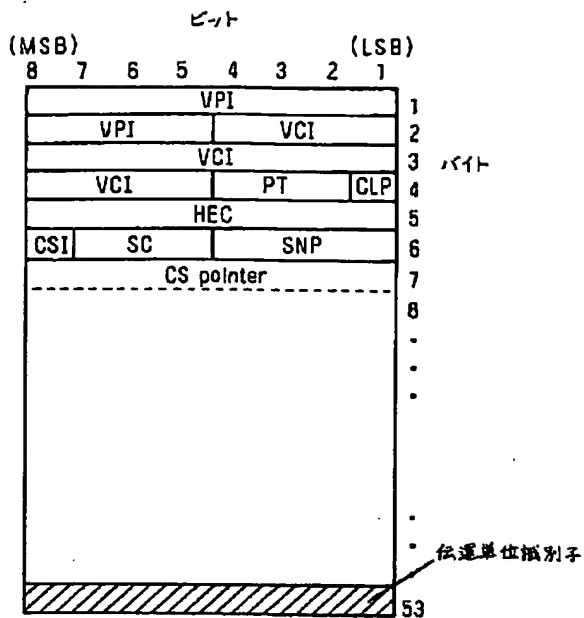 ビット
(MSB) (LSB)
8 7 6 5 4 3 2 1
VPI 1
VPI VCI 2
VCI 3 バイト
VCI PT CLP 4
HEC 5
CSI SC SNP 6
CS pointer 7
8
伝運単位識別子
53